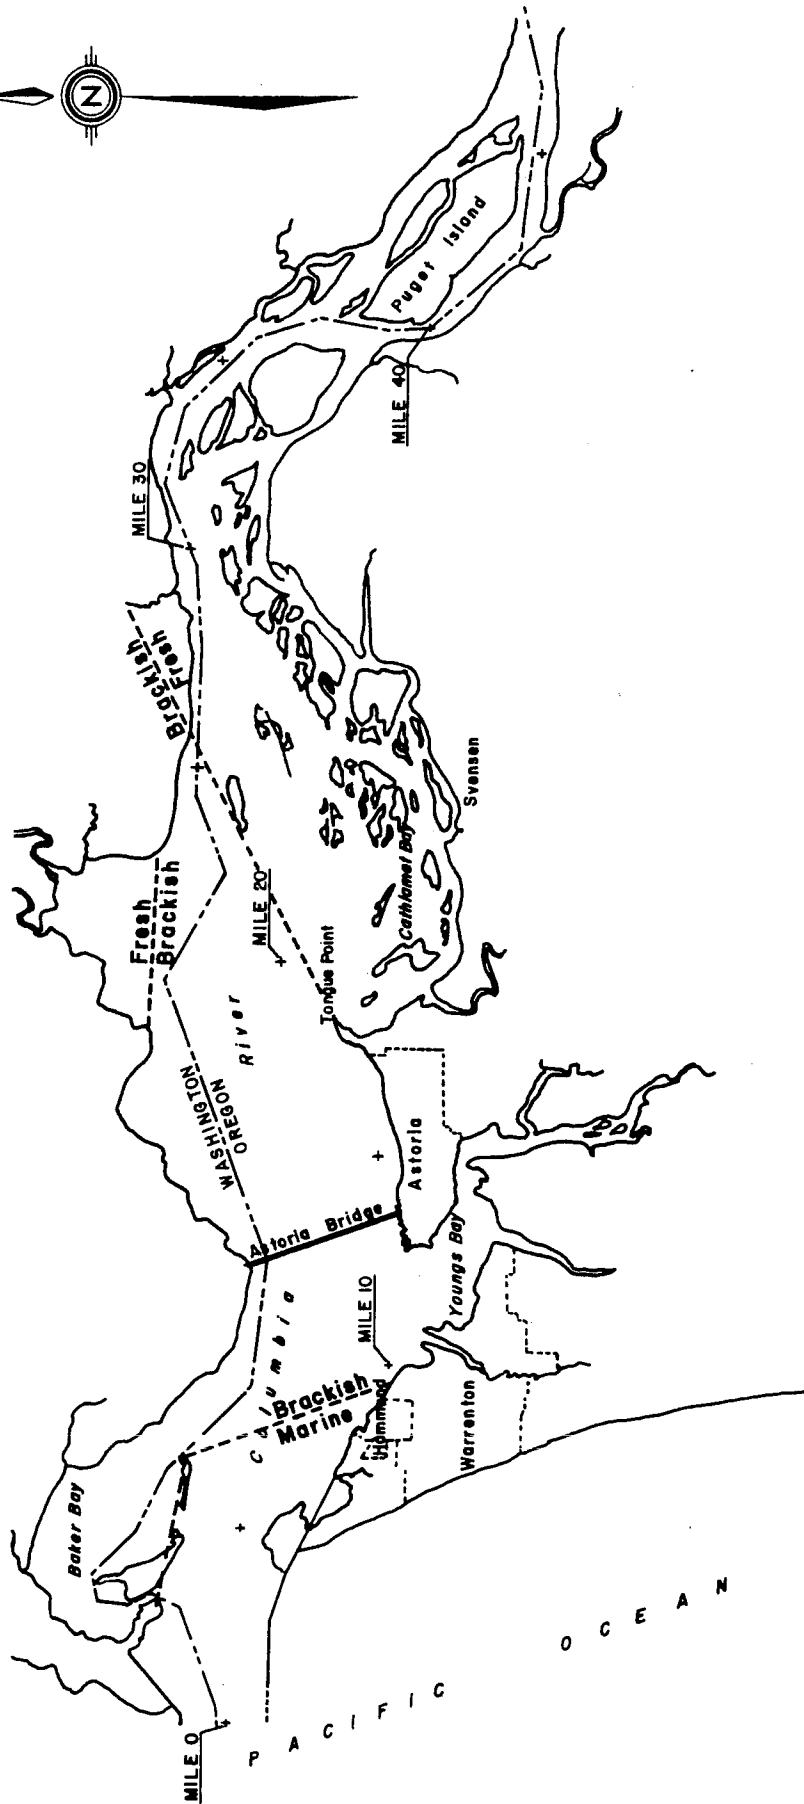 N
Puget Island
MILE 40
MILE 30
Brackish
Fresh
Svensen
Cathlamet Bay
MILE 20
Fresh
Brackish
Tongue Point
River
WASHINGTON
OREGON
Astoria
Astoria Bridge
Youngs Bay
MILE 10
Columbia
Brackish
Marine
Hammond
Warrenton
Baker Bay
MILE 0
PACIFIC OCEAN